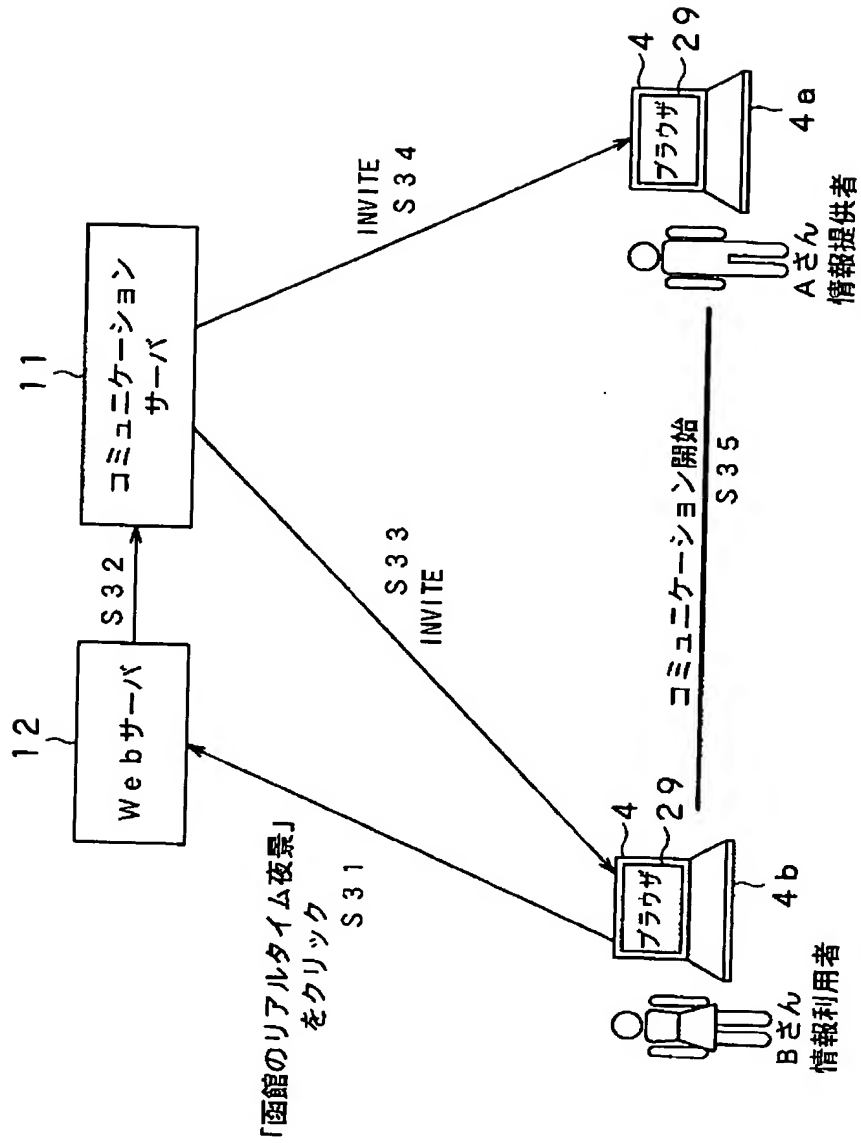 11
コミュニケーション
サーバ
12
Webサーバ
S32
INVITE
S34
S33
INVITE
「函館のリアルタイム夜景」
をクリック
S31
コミュニケーション開始
S35
4
ブラウザ
29
4b
Bさん
情報利用者
4
ブラウザ
29
4a
Aさん
情報提供者